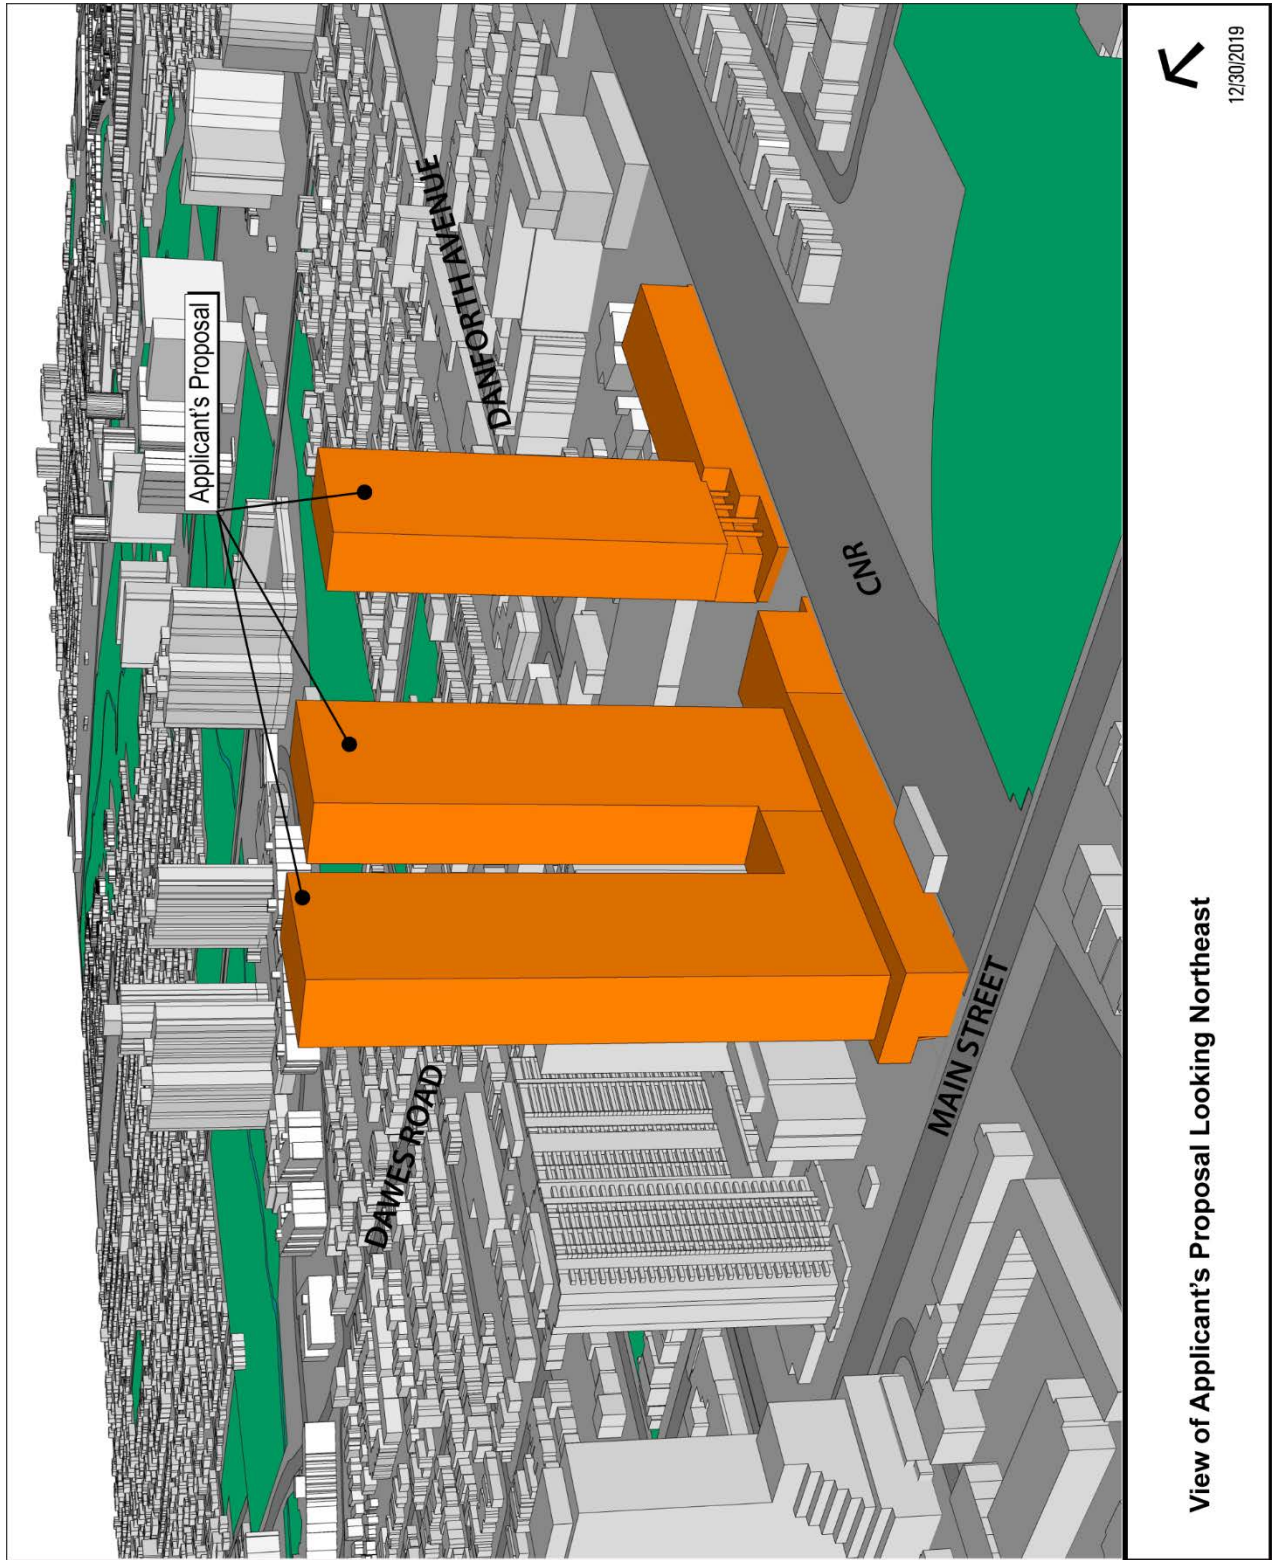 Applicant's Proposal
DANFORTH AVENUE
DAWES ROAD
CNR
MAIN STREET
View of Applicant's Proposal Looking Northeast
12/30/2019